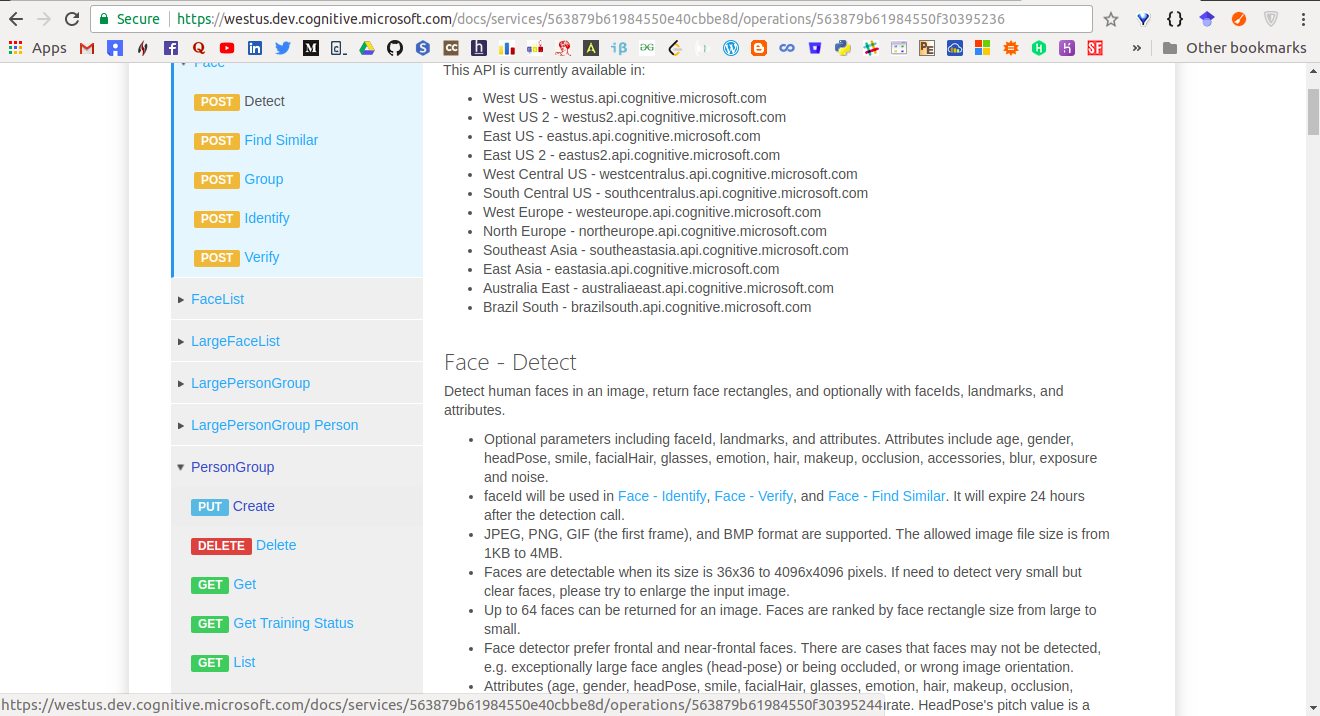 Secure https://westus.dev.cognitive.microsoft.com/docs/services/563879b61984550e40cbbe8d/operations/563879b61984550f30395236
Apps
Other bookmarks
Face
POST Detect
POST Find Similar
POST Group
POST Identify
POST Verify
FaceList
LargeFaceList
LargePersonGroup
LargePersonGroup Person
PersonGroup
PUT Create
DELETE Delete
GET Get
GET Get Training Status
GET List
This API is currently available in:
• West US - westus.api.cognitive.microsoft.com
• West US 2 - westus2.api.cognitive.microsoft.com
• East US - eastus.api.cognitive.microsoft.com
• East US 2 - eastus2.api.cognitive.microsoft.com
• West Central US - westcentralus.api.cognitive.microsoft.com
• South Central US - southcentralus.api.cognitive.microsoft.com
• West Europe - westeurope.api.cognitive.microsoft.com
• North Europe - northeurope.api.cognitive.microsoft.com
• Southeast Asia - southeastasia.api.cognitive.microsoft.com
• East Asia - eastasia.api.cognitive.microsoft.com
• Australia East - australiaeast.api.cognitive.microsoft.com
• Brazil South - brazilsouth.api.cognitive.microsoft.com
Face - Detect
Detect human faces in an image, return face rectangles, and optionally with faceIds, landmarks, and
attributes.
• Optional parameters including faceId, landmarks, and attributes. Attributes include age, gender,
headPose, smile, facialHair, glasses, emotion, hair, makeup, occlusion, accessories, blur, exposure
and noise.
• faceId will be used in Face - Identify, Face - Verify, and Face - Find Similar. It will expire 24 hours
after the detection call.
• JPEG, PNG, GIF (the first frame), and BMP format are supported. The allowed image file size is from
1KB to 4MB.
• Faces are detectable when its size is 36x36 to 4096x4096 pixels. If need to detect very small but
clear faces, please try to enlarge the input image.
• Up to 64 faces can be returned for an image. Faces are ranked by face rectangle size from large to
small.
• Face detector prefer frontal and near-frontal faces. There are cases that faces may not be detected,
e.g. exceptionally large face angles (head-pose) or being occluded, or wrong image orientation.
• Attributes (age, gender, headPose, smile, facialHair, glasses, emotion, hair, makeup, occlusion,
rate. HeadPose's pitch value is a
https://westus.dev.cognitive.microsoft.com/docs/services/563879b61984550e40cbbe8d/operations/563879b61984550f30395244